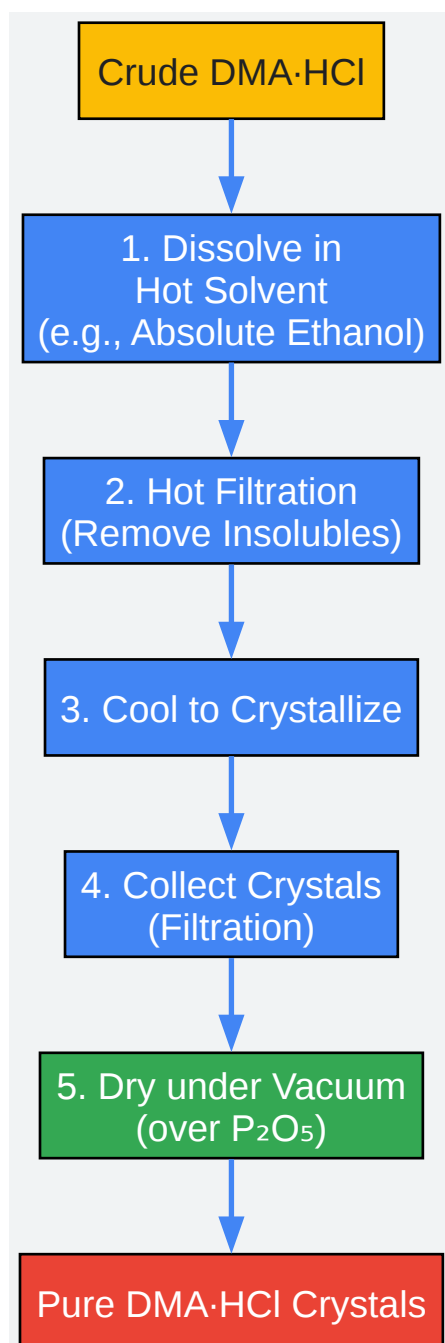 Crude DMA·HCl
1. Dissolve in
Hot Solvent
(e.g., Absolute Ethanol)
2. Hot Filtration
(Remove Insolubles)
3. Cool to Crystallize
4. Collect Crystals
(Filtration)
5. Dry under Vacuum
(over P₂O₅)
Pure DMA·HCl Crystals